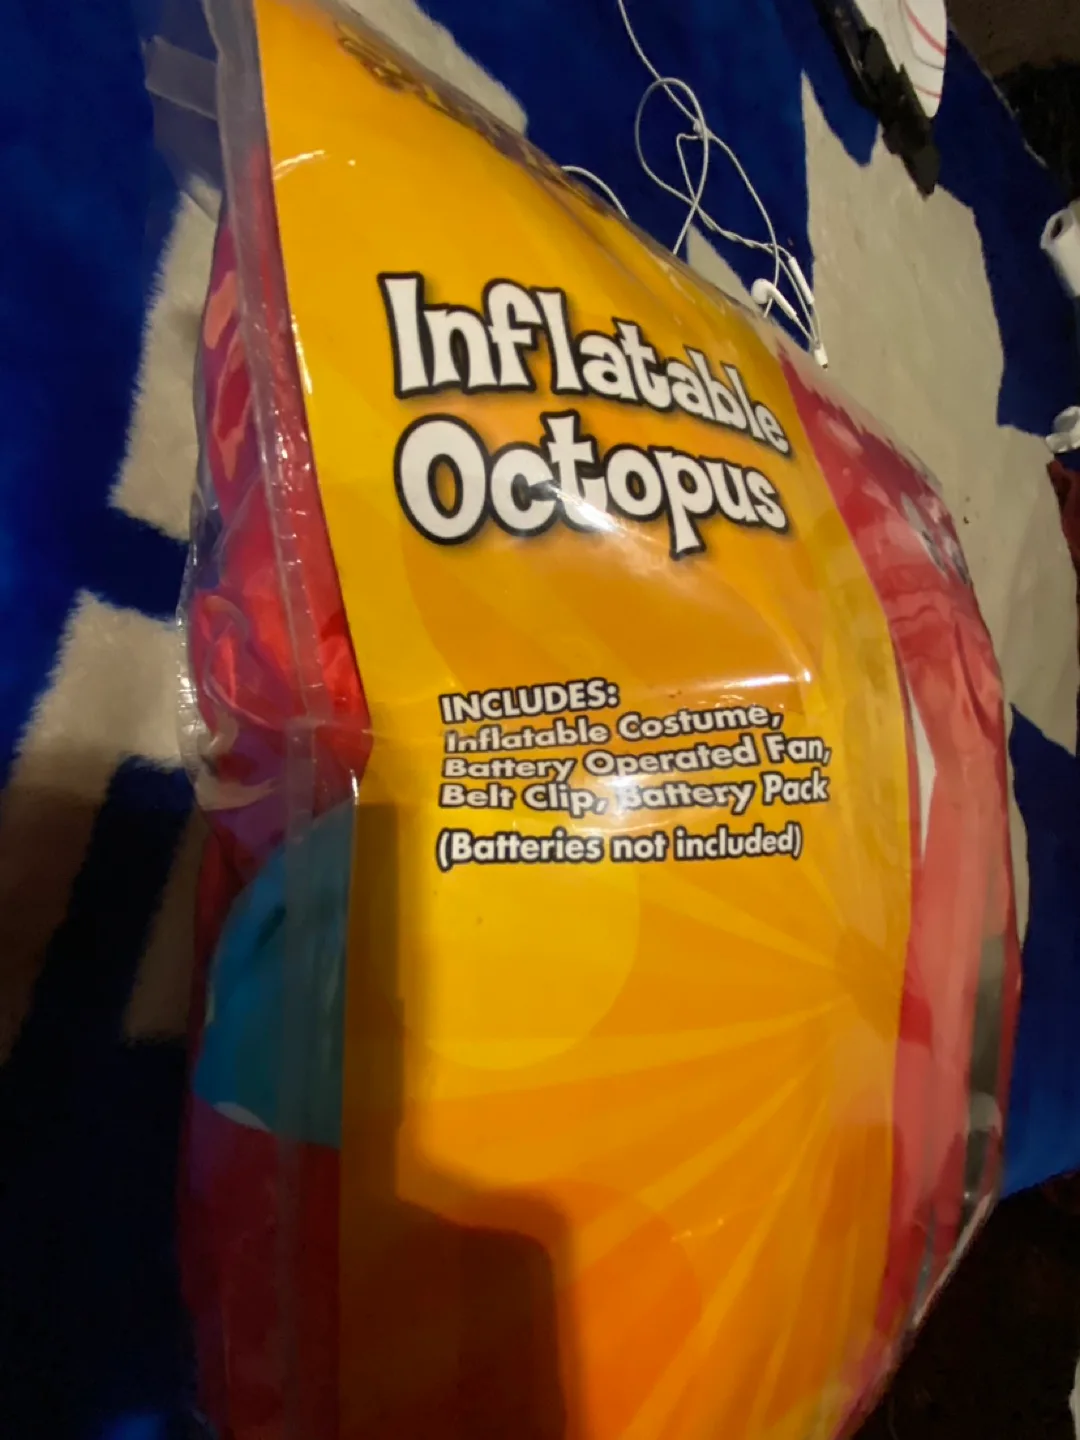 Inflatable
Octopus
INCLUDES:
Inflatable Costume,
Battery Operated Fan,
Belt Clip, Battery Pack
(Batteries not included)